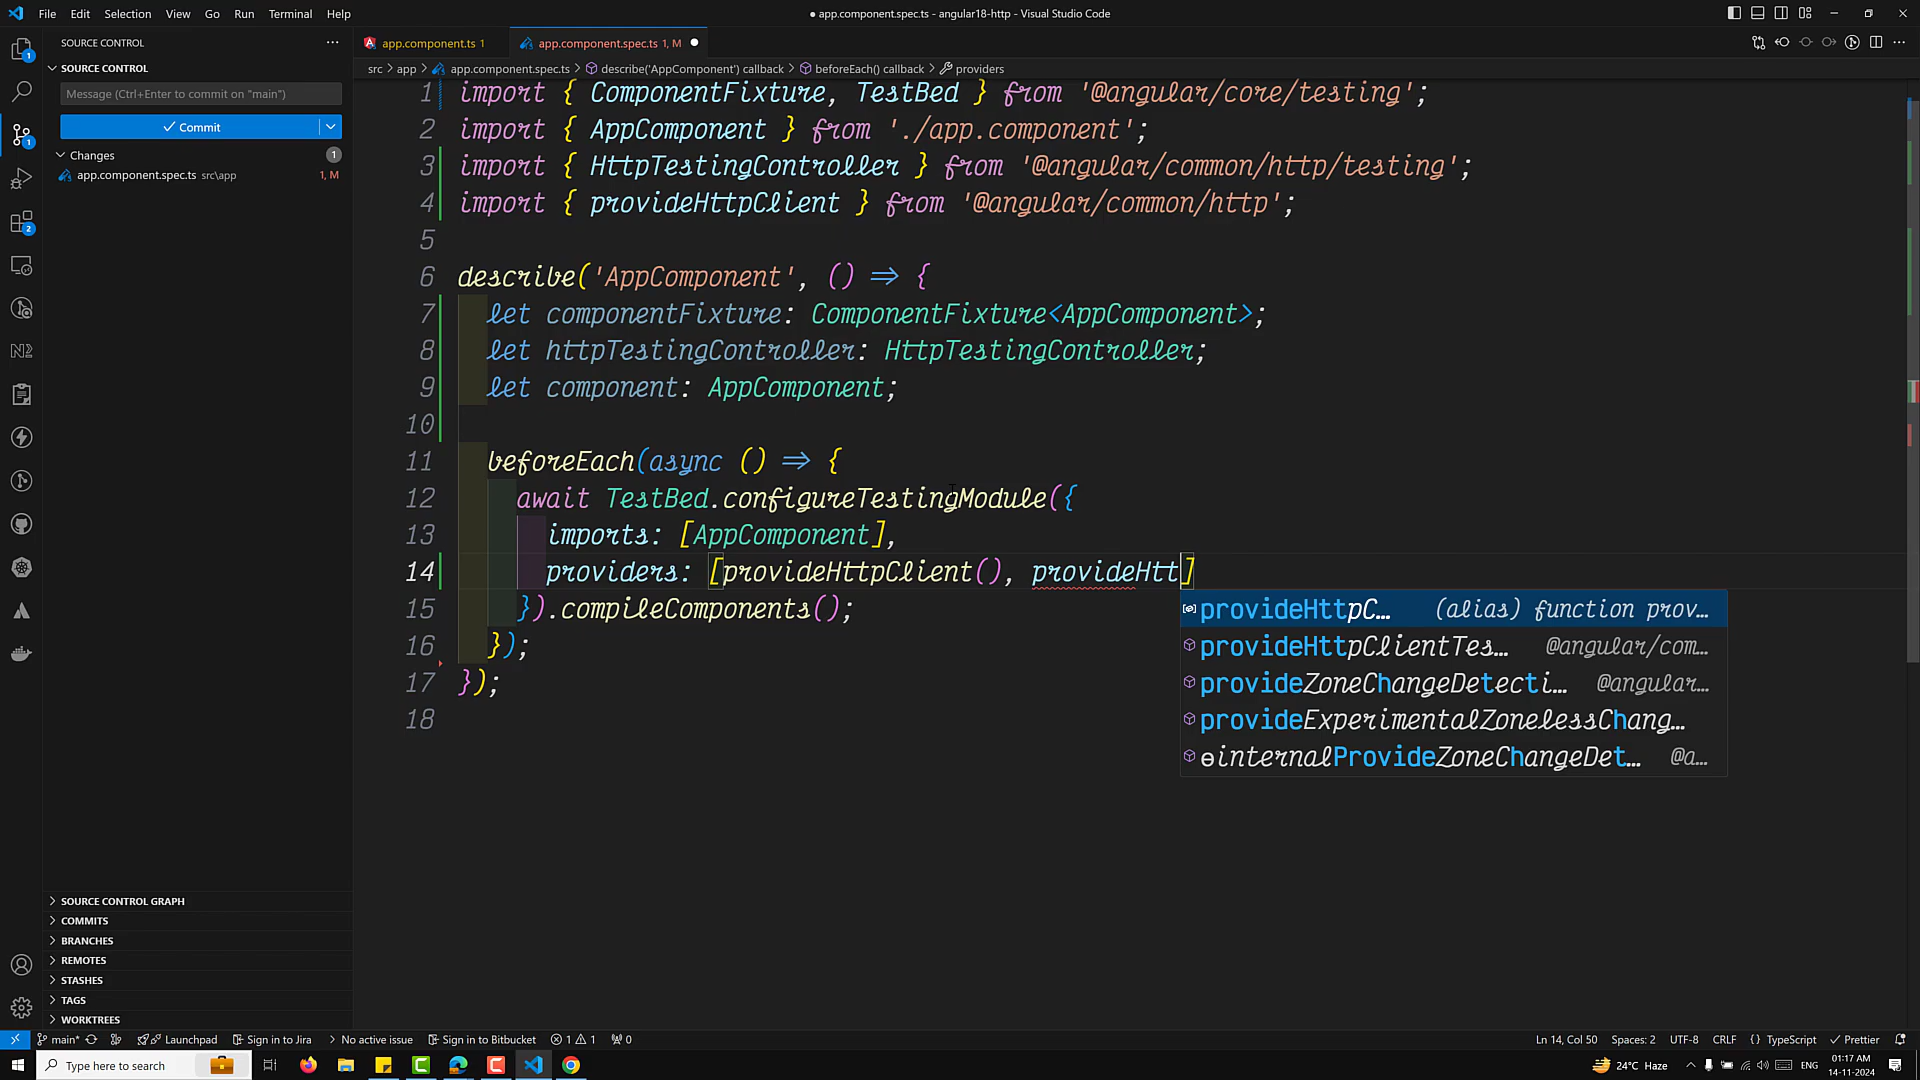 File Edit Selection View Go Run Terminal Help
● app.component.spec.ts - angular18-http - Visual Studio Code
SOURCE CONTROL
SOURCE CONTROL
Message (Ctrl+Enter to commit on "main")
Commit
Changes 1
app.component.spec.ts src\app 1, M
SOURCE CONTROL GRAPH
COMMITS
BRANCHES
REMOTES
STASHES
TAGS
WORKTREES
app.component.ts 1 app.component.spec.ts 1, M
src > app > app.component.spec.ts > describe('AppComponent') callback > beforeEach() callback > providers
1 import { ComponentFixture, TestBed } from '@angular/core/testing';
2 import { AppComponent } from './app.component';
3 import { HttpTestingController } from '@angular/common/http/testing';
4 import { provideHttpClient } from '@angular/common/http';
5
6 describe('AppComponent', () => {
7 let componentFixture: ComponentFixture<AppComponent>;
8 let httpTestingController: HttpTestingController;
9 let component: AppComponent;
10
11 beforeEach(async () => {
12 await TestBed.configureTestingModule({
13 imports: [AppComponent],
14 providers: [provideHttpClient(), provideHtt]
15 }).compileComponents();
16 });
17 });
18
provideHttpC… (alias) function prov…
provideHttpClientTes… @angular/com…
provideZoneChangeDetecti… @angular…
provideExperimentalZonelessChang…
ɵinternalProvideZoneChangeDet… @a…
main* Launchpad Sign in to Jira No active issue Sign in to Bitbucket 1 1 0
Ln 14, Col 50 Spaces: 2 UTF-8 CRLF {} TypeScript Prettier
Type here to search
24°C Haze ENG 01:17 AM
14-11-2024